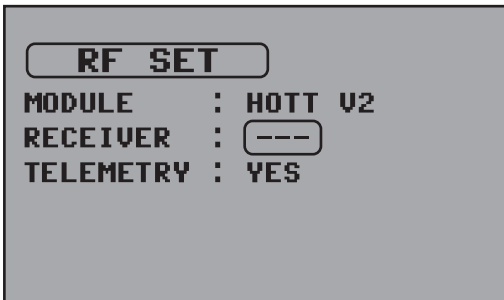 RF SET
MODULE : HOTT V2
RECEIVER : ---
TELEMETRY : YES